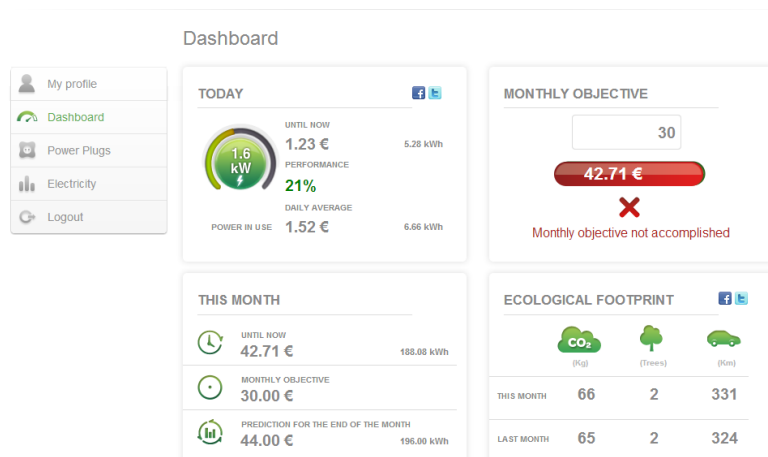 Dashboard
My profile
Dashboard
Power Plugs
Electricity
Logout
TODAY
f t
1.6
kW
POWER IN USE
UNTIL NOW
1.23 € 5.28 kWh
PERFORMANCE
21%
DAILY AVERAGE
1.52 € 6.66 kWh
MONTHLY OBJECTIVE
30
42.71 €
Monthly objective not accomplished
THIS MONTH
UNTIL NOW
42.71 € 188.08 kWh
MONTHLY OBJECTIVE
30.00 €
PREDICTION FOR THE END OF THE MONTH
44.00 € 196.00 kWh
ECOLOGICAL FOOTPRINT
f t
CO₂
(Kg) (Trees) (Km)
THIS MONTH 66 2 331
LAST MONTH 65 2 324